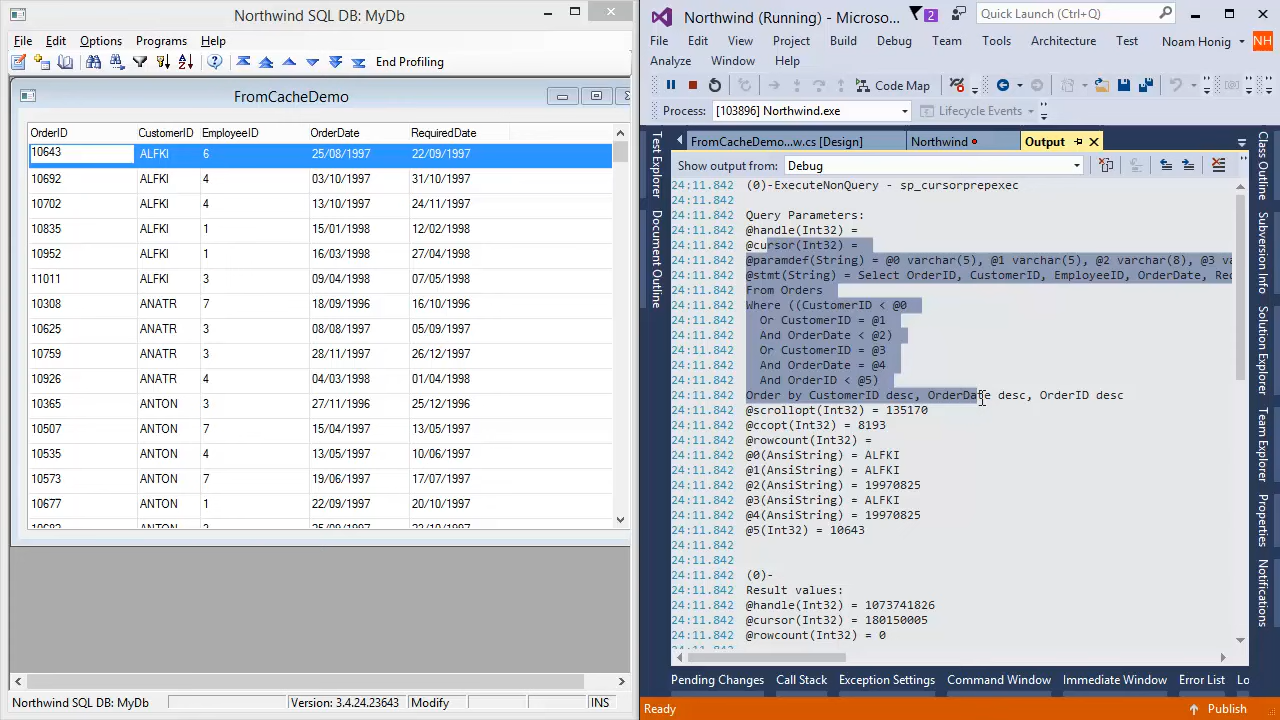 Northwind SQL DB: MyDb
File Edit Options Programs Help
End Profiling
FromCacheDemo
OrderID CustomerID EmployeeID OrderDate RequiredDate
10643 ALFKI 6 25/08/1997 22/09/1997
10692 ALFKI 4 03/10/1997 31/10/1997
10702 ALFKI 4 13/10/1997 24/11/1997
10835 ALFKI 1 15/01/1998 12/02/1998
10952 ALFKI 1 16/03/1998 27/04/1998
11011 ALFKI 3 09/04/1998 07/05/1998
10308 ANATR 7 18/09/1996 16/10/1996
10625 ANATR 3 08/08/1997 05/09/1997
10759 ANATR 3 28/11/1997 26/12/1997
10926 ANATR 4 04/03/1998 01/04/1998
10365 ANTON 3 27/11/1996 25/12/1996
10507 ANTON 7 15/04/1997 13/05/1997
10535 ANTON 4 13/05/1997 10/06/1997
10573 ANTON 7 19/06/1997 17/07/1997
10677 ANTON 1 22/09/1997 20/10/1997
ANTON
Northwind SQL DB: MyDb Version: 3.4.24.23643 Modify INS
Northwind (Running) - Microsoft... 2 Quick Launch (Ctrl+Q)
File Edit View Project Build Debug Team Tools Architecture Test Noam Honig NH
Analyze Window Help
Code Map
Process: [103896] Northwind.exe Lifecycle Events
FromCacheDemo...w.cs [Design] Northwind Output
Show output from: Debug
24:11.842 (0)-ExecuteNonQuery - sp_cursorprepexec
24:11.842
24:11.842 Query Parameters:
24:11.842 @handle(Int32) =
24:11.842 @cursor(Int32) =
24:11.842 @paramdef(String) = @0 varchar(5), @1 varchar(5), @2 varchar(8), @3 va
24:11.842 @stmt(String) = Select OrderID, CustomerID, EmployeeID, OrderDate, Rec
24:11.842 From Orders
24:11.842 Where ((CustomerID < @0
24:11.842 Or CustomerID = @1
24:11.842 And OrderDate < @2)
24:11.842 Or CustomerID = @3
24:11.842 And OrderDate = @4
24:11.842 And OrderID < @5)
24:11.842 Order by CustomerID desc, OrderDate desc, OrderID desc
24:11.842 @scrollopt(Int32) = 135170
24:11.842 @ccopt(Int32) = 8193
24:11.842 @rowcount(Int32) =
24:11.842 @0(AnsiString) = ALFKI
24:11.842 @1(AnsiString) = ALFKI
24:11.842 @2(AnsiString) = 19970825
24:11.842 @3(AnsiString) = ALFKI
24:11.842 @4(AnsiString) = 19970825
24:11.842 @5(Int32) = 10643
24:11.842
24:11.842
24:11.842 (0)-
24:11.842 Result values:
24:11.842 @handle(Int32) = 1073741826
24:11.842 @cursor(Int32) = 180150005
24:11.842 @rowcount(Int32) = 0
Pending Changes Call Stack Exception Settings Command Window Immediate Window Error List Lo
Ready Publish
Test Explorer
Document Outline
Class Outline
Subversion Info
Solution Explorer
Team Explorer
Properties
Notifications